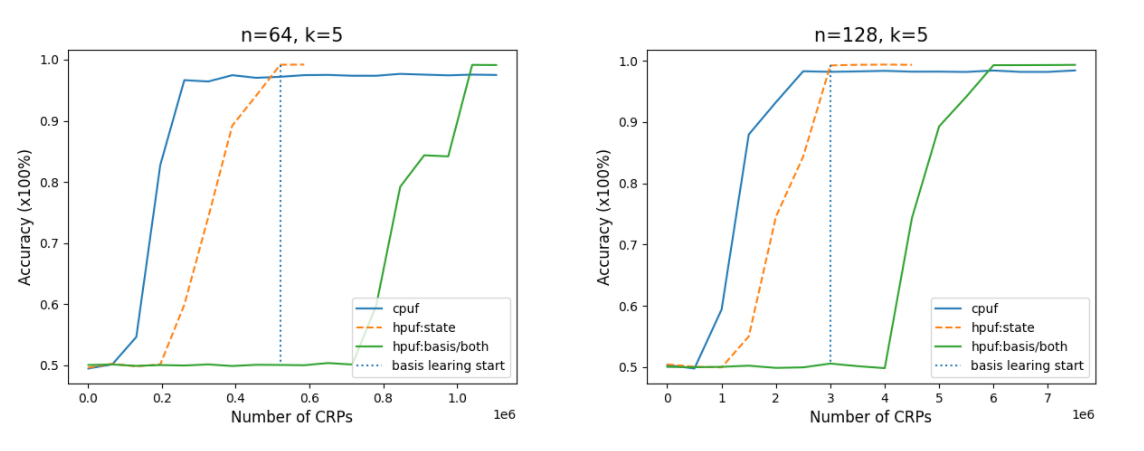 n=64, k=5
Accuracy (x100%)
1.0
0.9
0.8
0.7
0.6
0.5
cpuf
hpuf:state
hpuf:basis/both
basis learing start
0.0
0.2
0.4
0.6
0.8
1.0
1e6
Number of CRPs
n=128, k=5
Accuracy (x100%)
1.0
0.9
0.8
0.7
0.6
0.5
cpuf
hpuf:state
hpuf:basis/both
basis learing start
0
1
2
3
4
5
6
7
1e6
Number of CRPs